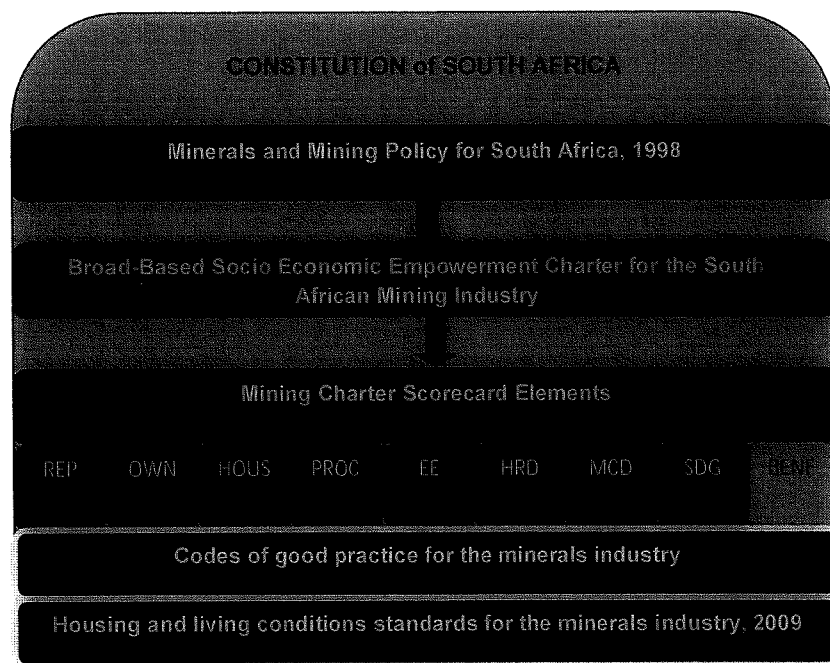 CONSTITUTION of SOUTH AFRICA
Minerals and Mining Policy for South Africa, 1998
Broad-Based Socio Economic Empowerment Charter for the South
African Mining Industry
Mining Charter Scorecard Elements
REP OWN HOUS PROC EE HRD MCD SDG BENF
Codes of good practice for the minerals industry
Housing and living conditions standards for the minerals industry, 2009